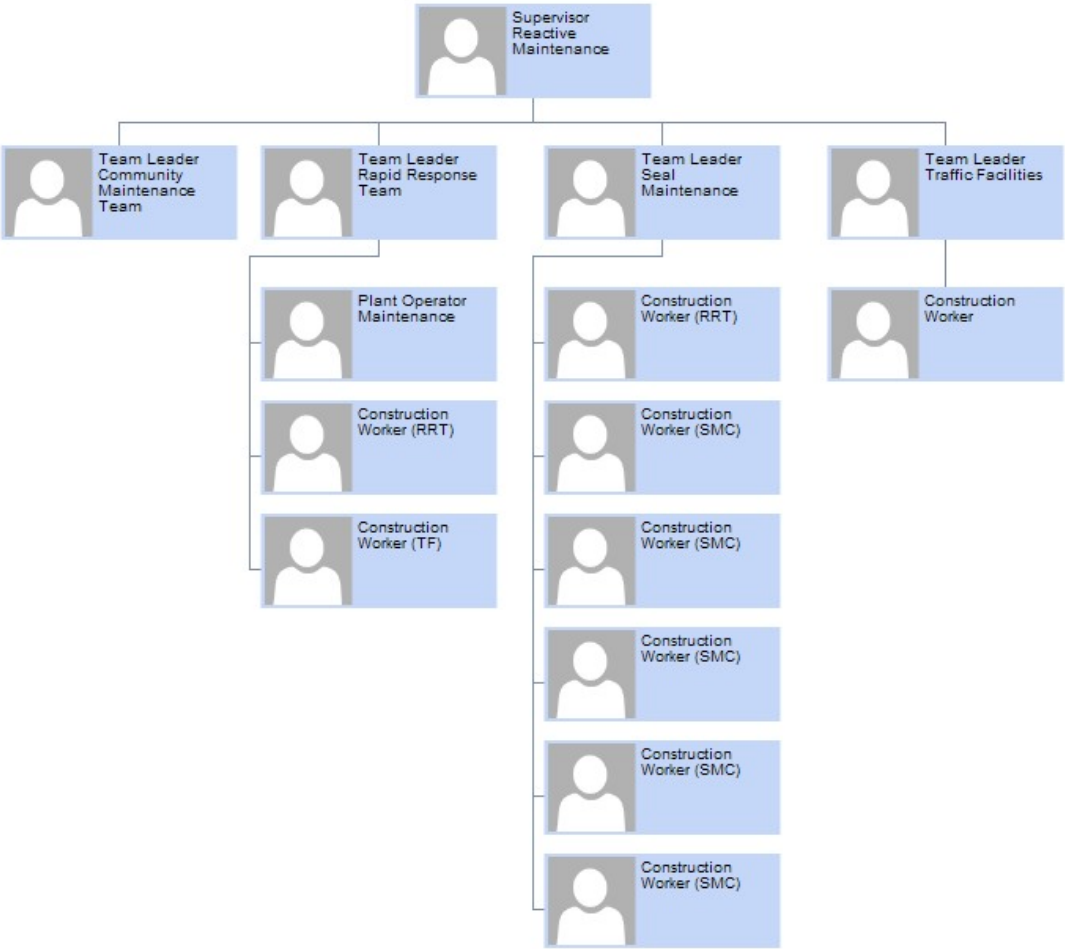 Supervisor
Reactive
Maintenance
Team Leader
Community
Maintenance
Team
Team Leader
Rapid Response
Team
Team Leader
Seal
Maintenance
Team Leader
Traffic Facilities
Plant Operator
Maintenance
Construction
Worker (RRT)
Construction
Worker (TF)
Construction
Worker (RRT)
Construction
Worker (SMC)
Construction
Worker (SMC)
Construction
Worker (SMC)
Construction
Worker (SMC)
Construction
Worker (SMC)
Construction
Worker